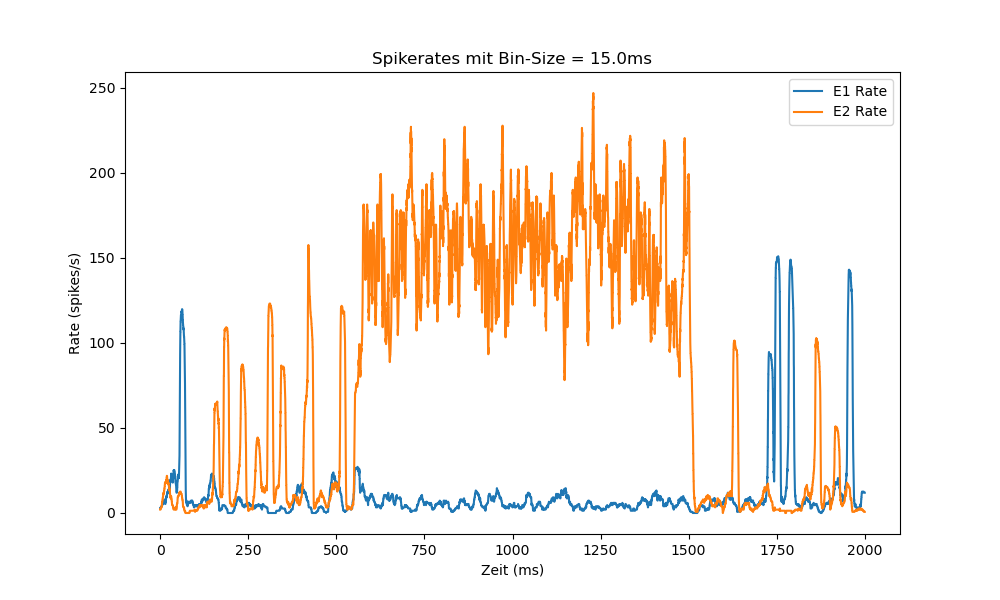 Spikerates mit Bin-Size = 15.0ms
E1 Rate
E2 Rate
Rate (spikes/s)
250
200
150
100
50
0
0 250 500 750 1000 1250 1500 1750 2000
Zeit (ms)